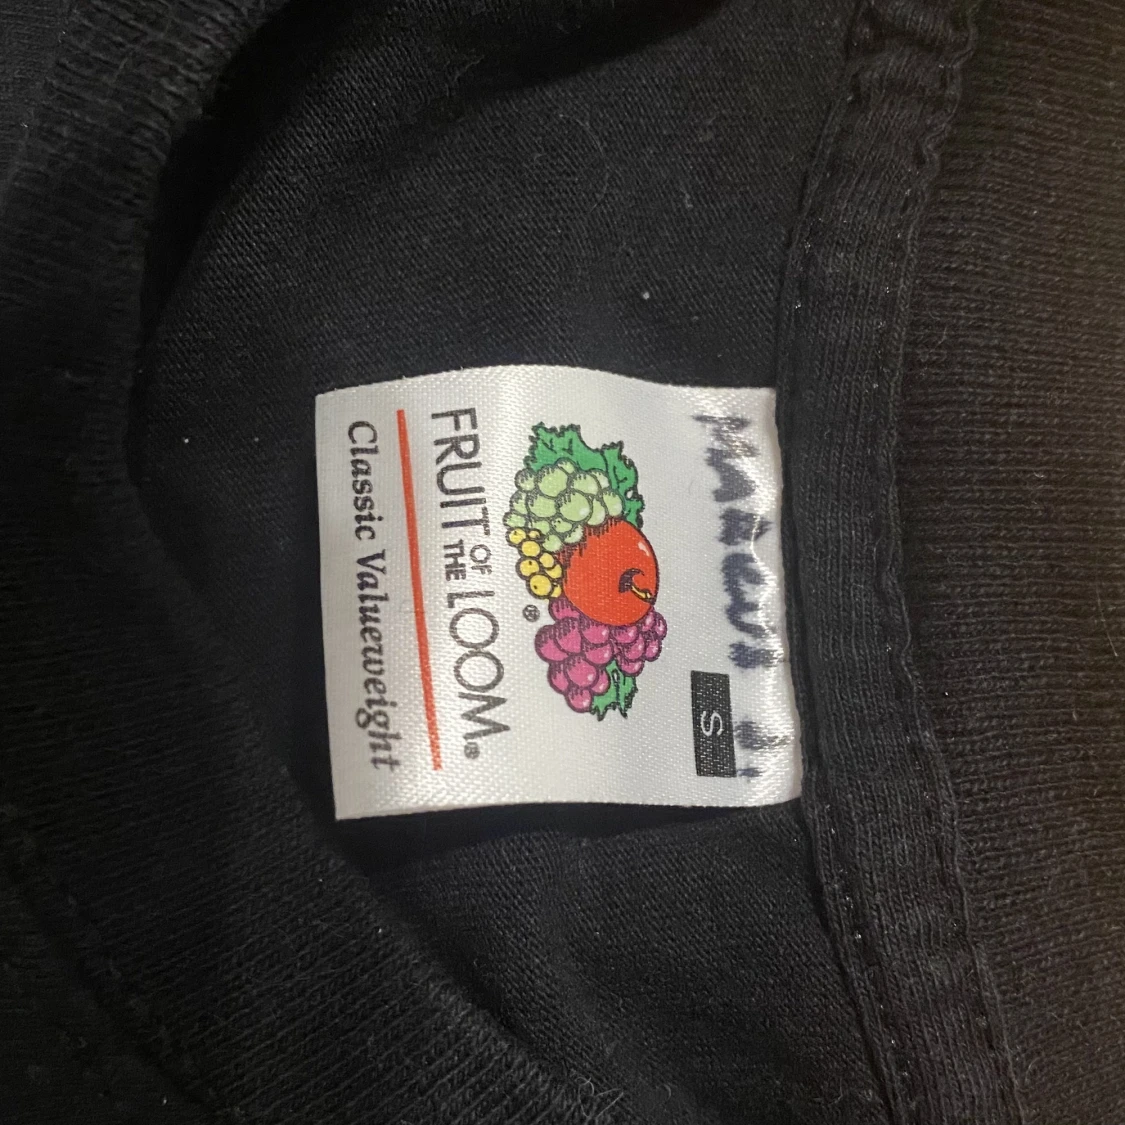 S
FRUIT OF THE LOOM®
Classic Valueweight